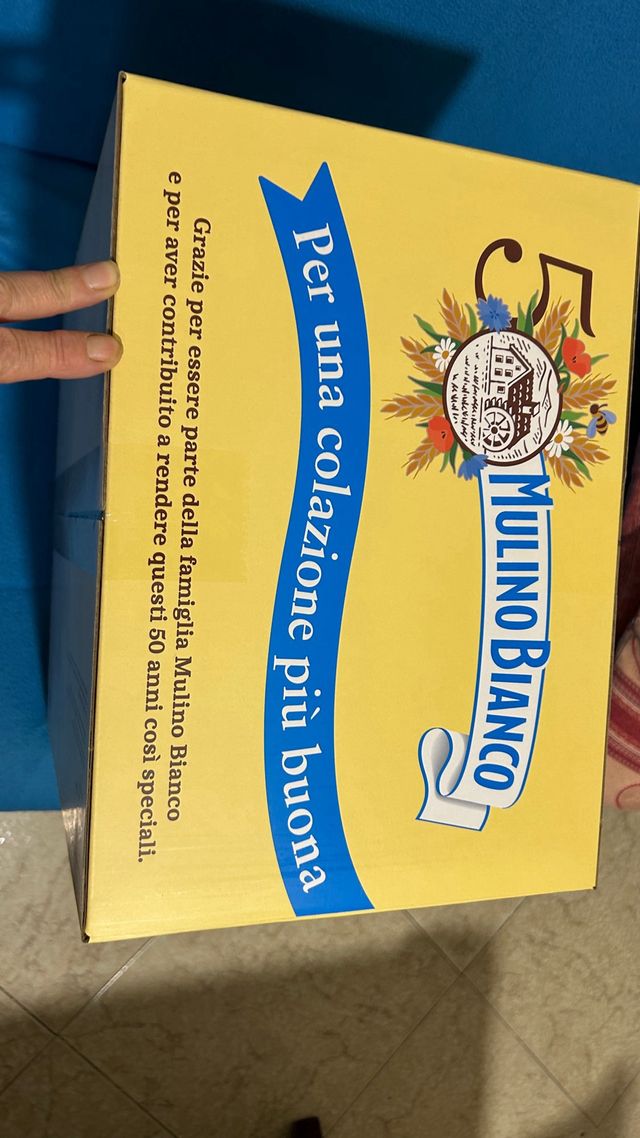 50
MULINO BIANCO
Per una colazione più buona
Grazie per essere parte della famiglia Mulino Bianco
e per aver contribuito a rendere questi 50 anni così speciali.